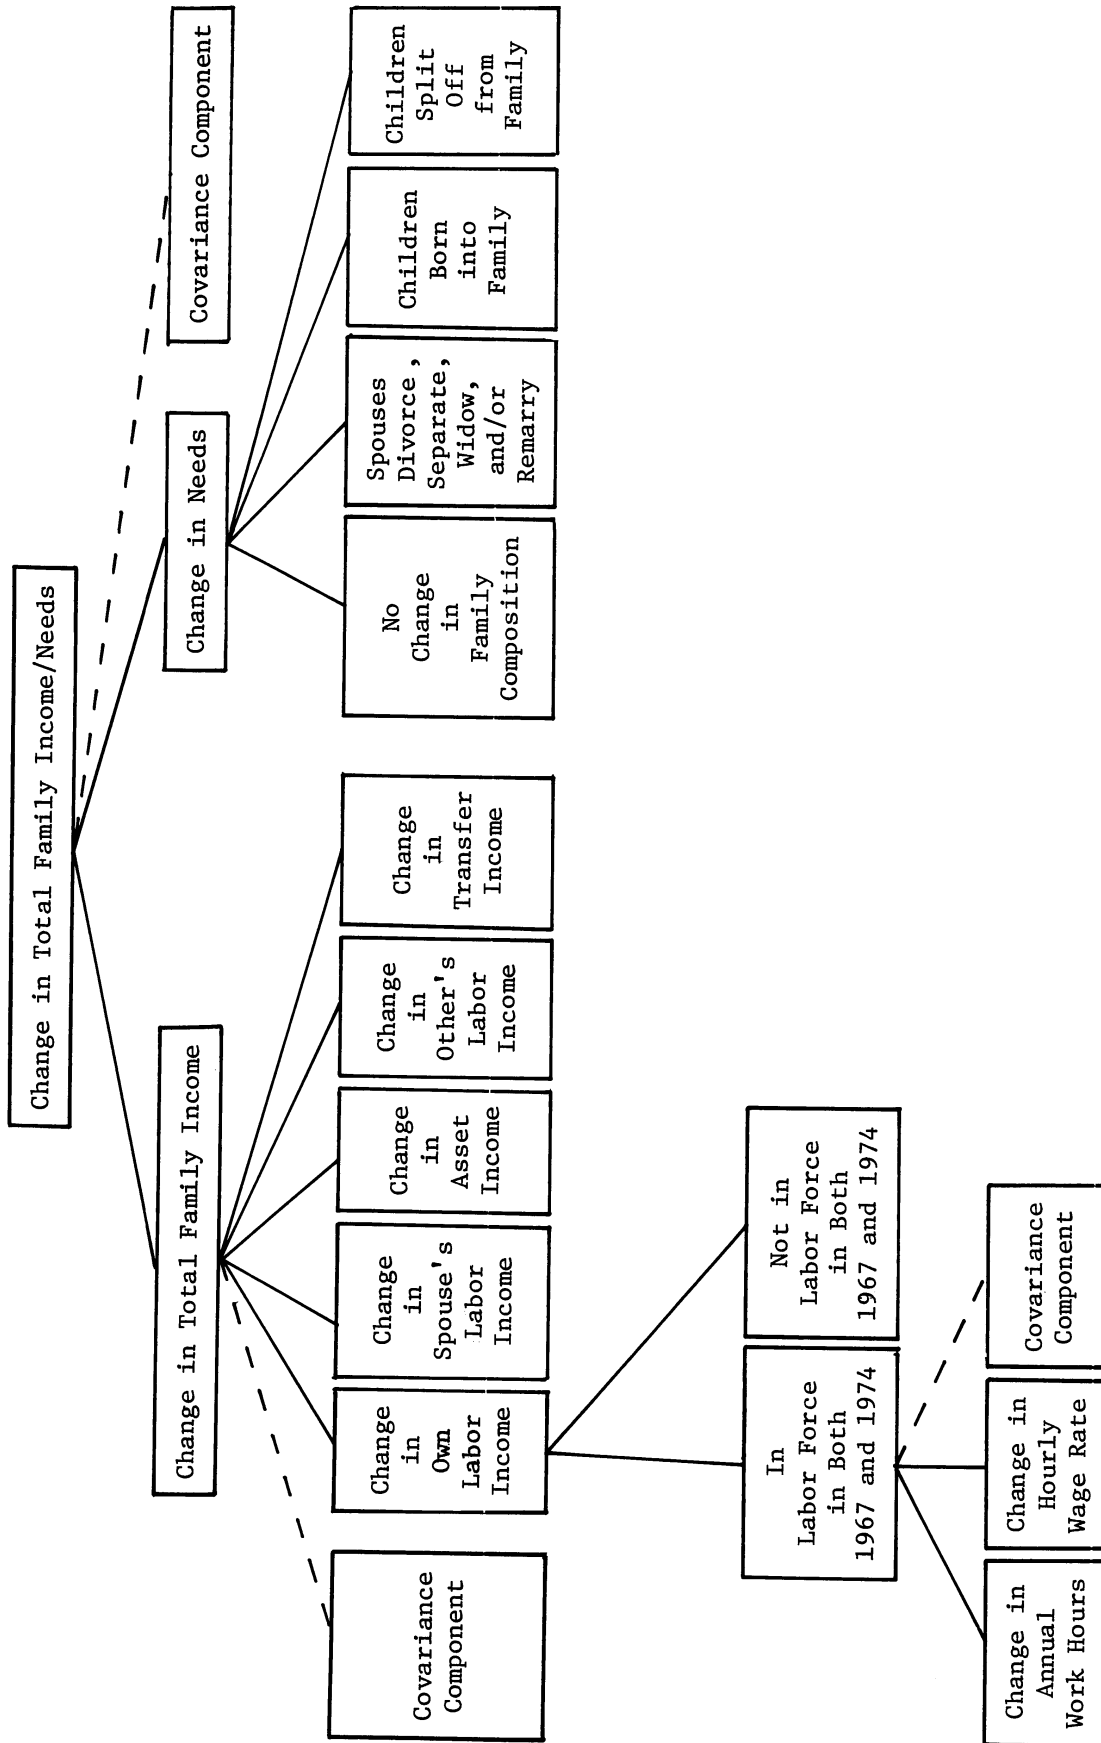 Change in Total Family Income/Needs
Change in Total Family Income
Change in Needs
Covariance Component
Covariance
Component
Change
in
Own
Labor
Income
Change
in
Spouse's
Labor
Income
Change
in
Asset
Income
Change
in
Other's
Labor
Income
Change
in
Transfer
Income
No
Change
in
Family
Composition
Spouses
Divorce,
Separate,
Widow,
and/or
Remarry
Children
Born
into
Family
Children
Split
Off
from
Family
In
Labor Force
in Both
1967 and 1974
Not in
Labor Force
in Both
1967 and 1974
Change in
Annual
Work Hours
Change in
Hourly
Wage Rate
Covariance
Component